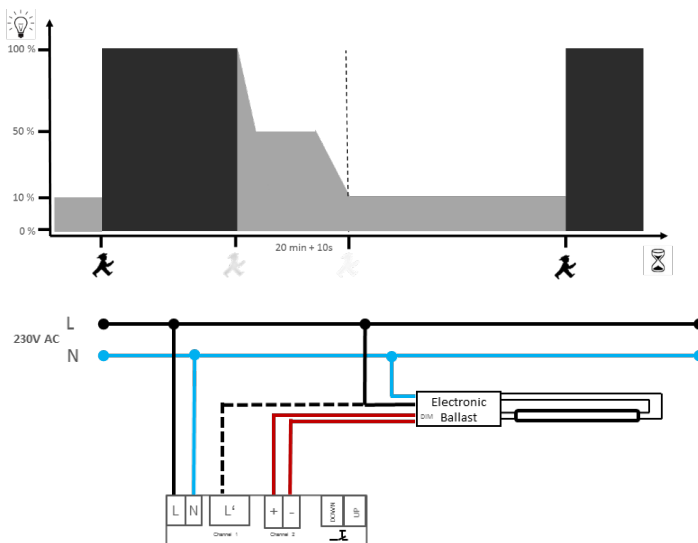 100 %
50 %
10 %
0 %
20 min + 10s
L
230V AC
N
Electronic
DIM
Ballast
L N L‘ + -
DOWN
UP
Channel 1 Channel 2